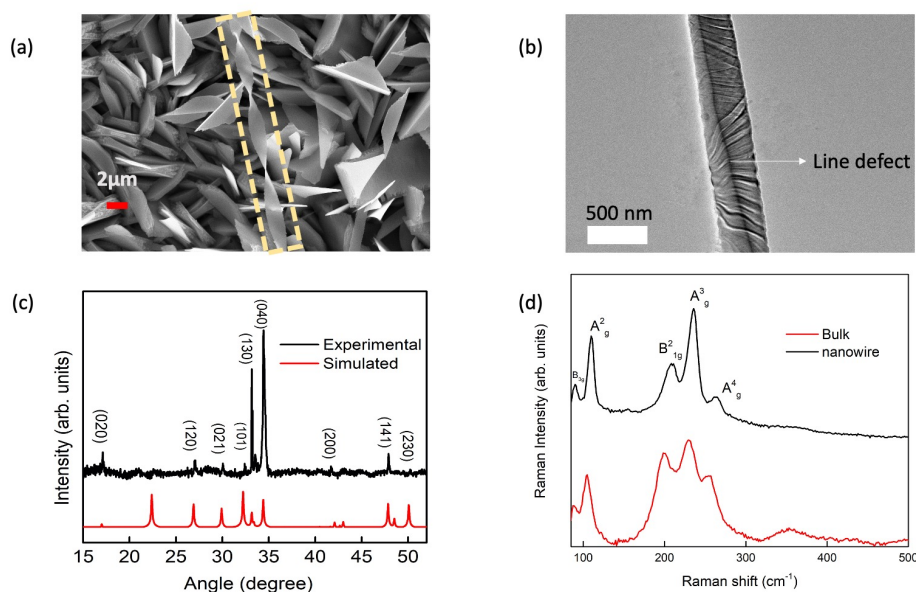 (a)
2μm
(b)
Line defect
500 nm
(c)
Intensity (arb. units)
(020)
(120)
(021)
(101)
(130)
(040)
(200)
(141)
(230)
Experimental
Simulated
15 20 25 30 35 40 45 50
Angle (degree)
(d)
Raman Intensity (arb. units)
B3g
A2g
B21g
A3g
A4g
Bulk
nanowire
100 200 300 400 500
Raman shift (cm-1)